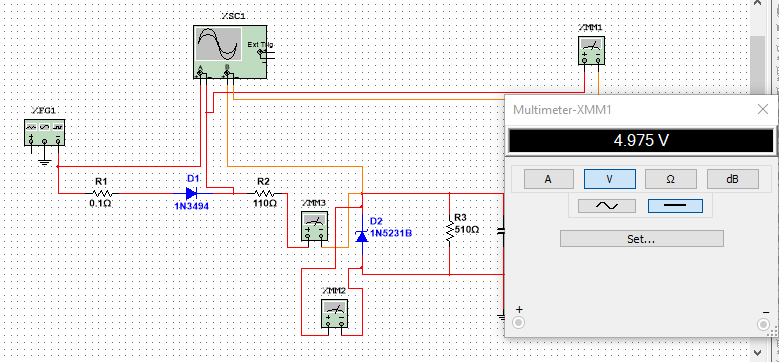 XSC1
Ext Trig
+
A
B
XMM1
XFG1
Multimeter-XMM1
4.975 V
A
V
Ω
dB
Set...
+
-
R1
0.1Ω
D1
1N3494
R2
110Ω
XMM3
D2
1N5231B
R3
510Ω
XMM2